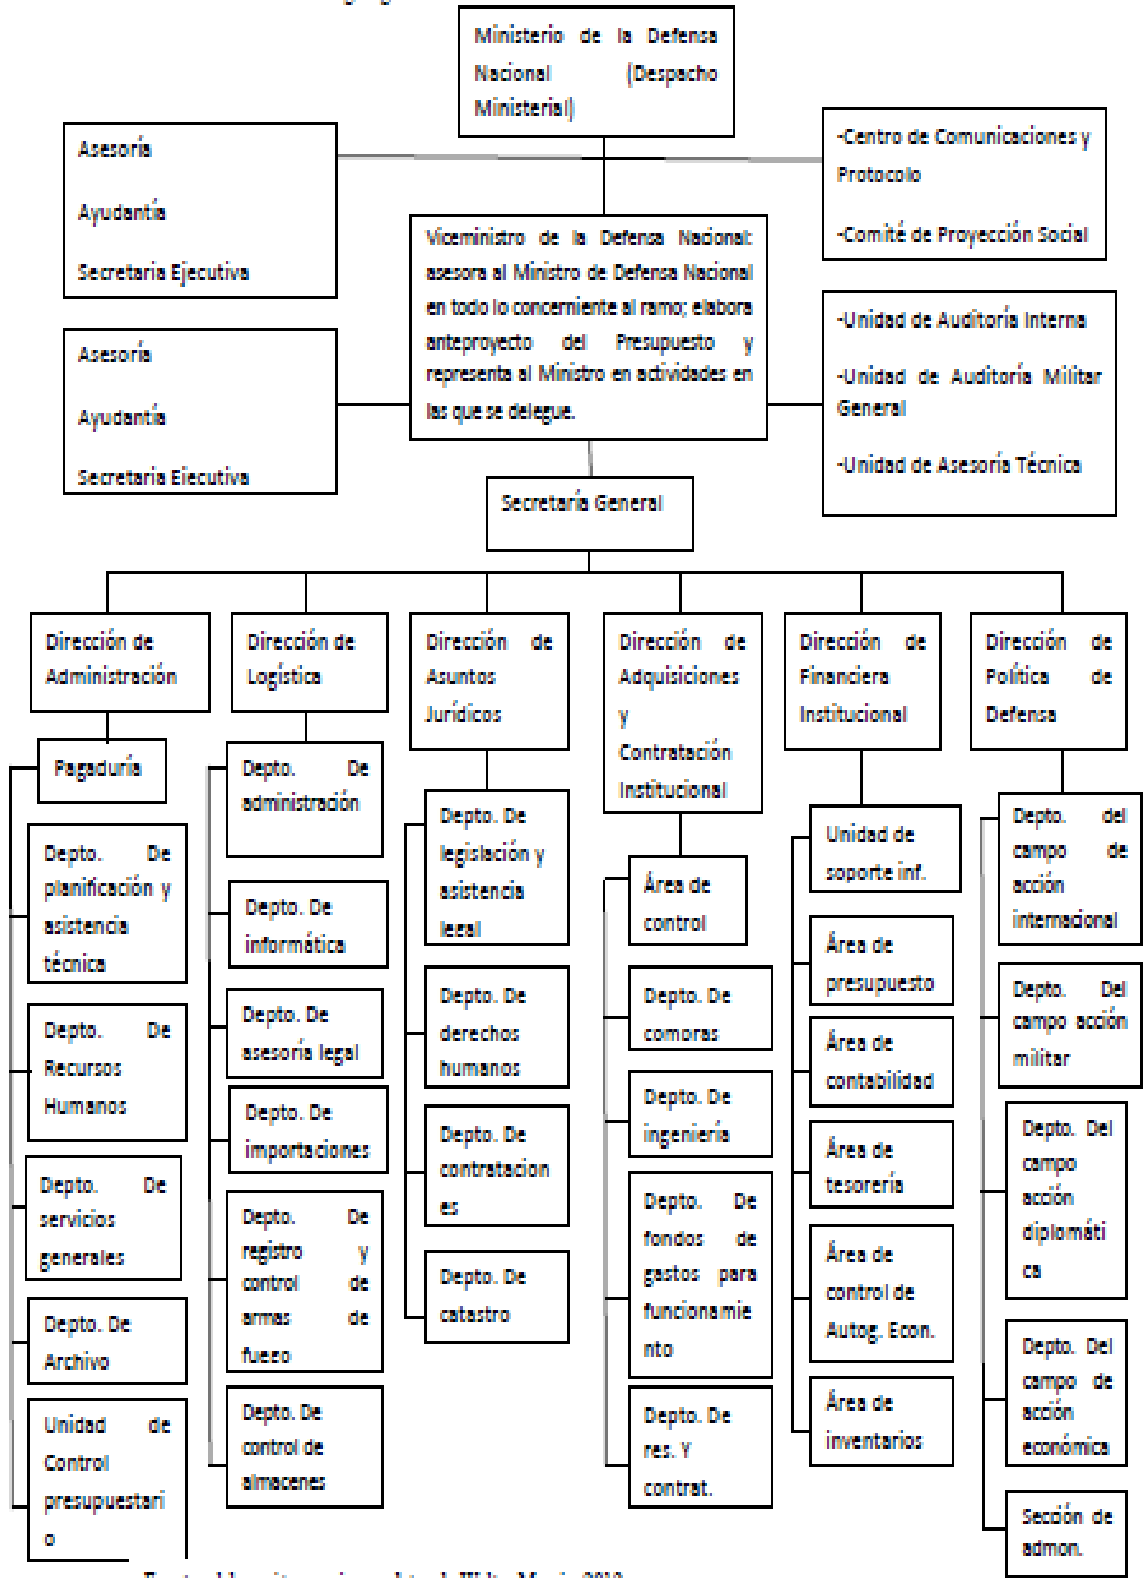 Ministerio de la Defensa
Nacional (Despacho
Ministerial)
Asesoría
Ayudantía
Secretaria Ejecutiva
-Centro de Comunicaciones y
Protocolo
-Comité de Proyección Social
Viceministro de la Defensa Nacional:
asesora al Ministro de Defensa Nacional
en todo lo concerniente al ramo; elabora
anteproyecto del Presupuesto y
representa al Ministro en actividades en
las que se delegue.
Asesoría
Ayudantía
Secretaria Ejecutiva
-Unidad de Auditoría Interna
-Unidad de Auditoría Militar
General
-Unidad de Asesoría Técnica
Secretaría General
Dirección de
Administración
Pagaduría
Depto. De
planificación y
asistencia
técnica
Depto. De
Recursos
Humanos
Depto. De
servicios
generales
Depto. De
Archivo
Unidad de
Control
presupuestari
o
Dirección de
Logística
Depto. De
administración
Depto. De
informática
Depto. De
asesoría legal
Depto. De
importaciones
Depto. De
registro y
control de
armas de
fuego
Depto. De
control de
almacenes
Dirección de
Asuntos
Jurídicos
Depto. De
legislación y
asistencia
legal
Depto. De
derechos
humanos
Depto. De
contratacion
es
Depto. De
catastro
Dirección de
Adquisiciones
y
Contratación
Institucional
Área de
control
Depto. De
compras
Depto. De
ingeniería
Depto. De
fondos de
gastos para
funcionamie
nto
Depto. De
res. Y
contrat.
Dirección de
Financiera
Institucional
Unidad de
soporte inf.
Área de
presupuesto
Área de
contabilidad
Área de
tesorería
Área de
control de
Autog. Econ.
Área de
inventarios
Dirección de
Política de
Defensa
Depto. del
campo de
acción
internacional
Depto. Del
campo acción
militar
Depto. Del
campo
acción
diplomáti
ca
Depto. Del
campo de
acción
económica
Sección de
admon.